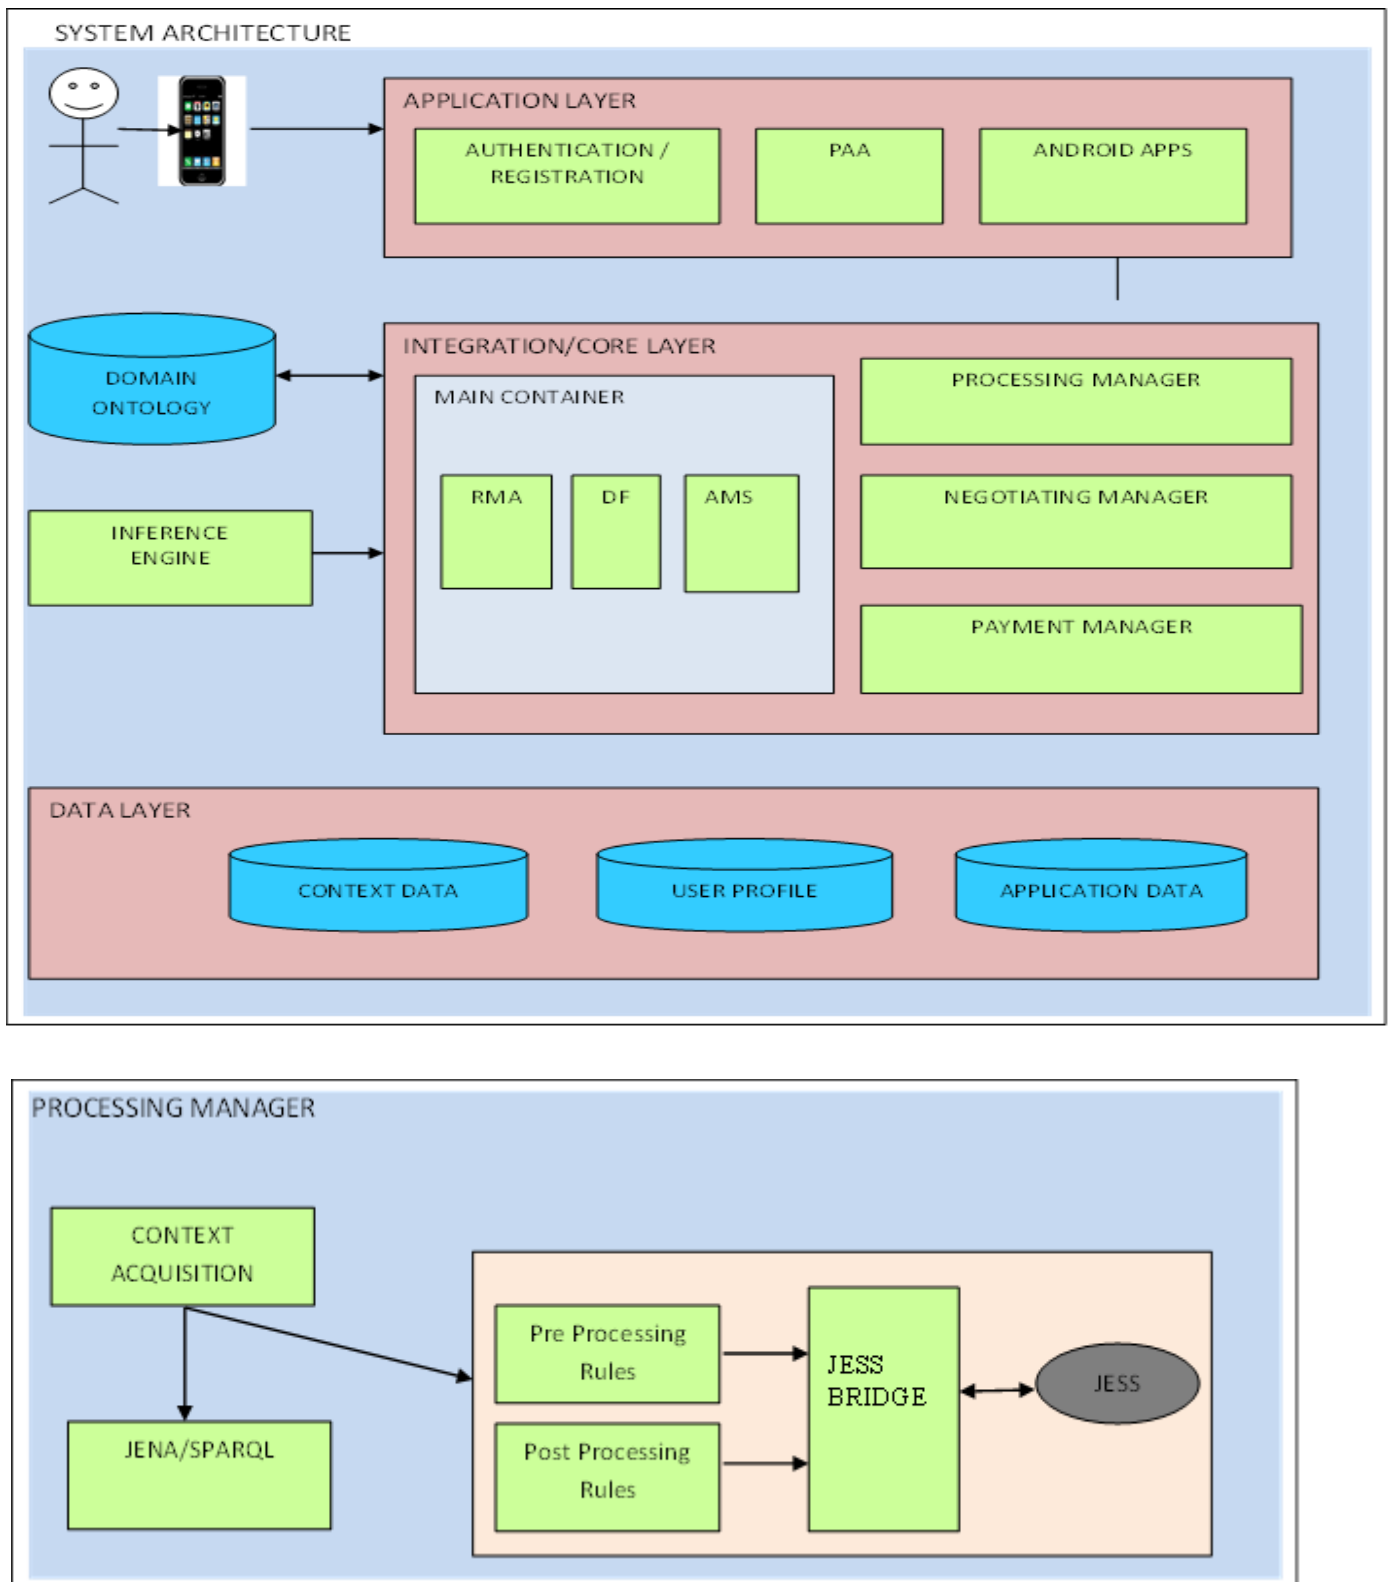 SYSTEM ARCHITECTURE
APPLICATION LAYER
AUTHENTICATION /
REGISTRATION
PAA
ANDROID APPS
DOMAIN
ONTOLOGY
INTEGRATION/CORE LAYER
MAIN CONTAINER
RMA
DF
AMS
PROCESSING MANAGER
NEGOTIATING MANAGER
PAYMENT MANAGER
INFERENCE
ENGINE
DATA LAYER
CONTEXT DATA
USER PROFILE
APPLICATION DATA
PROCESSING MANAGER
CONTEXT
ACQUISITION
JENA/SPARQL
Pre Processing
Rules
Post Processing
Rules
JESS
BRIDGE
JESS